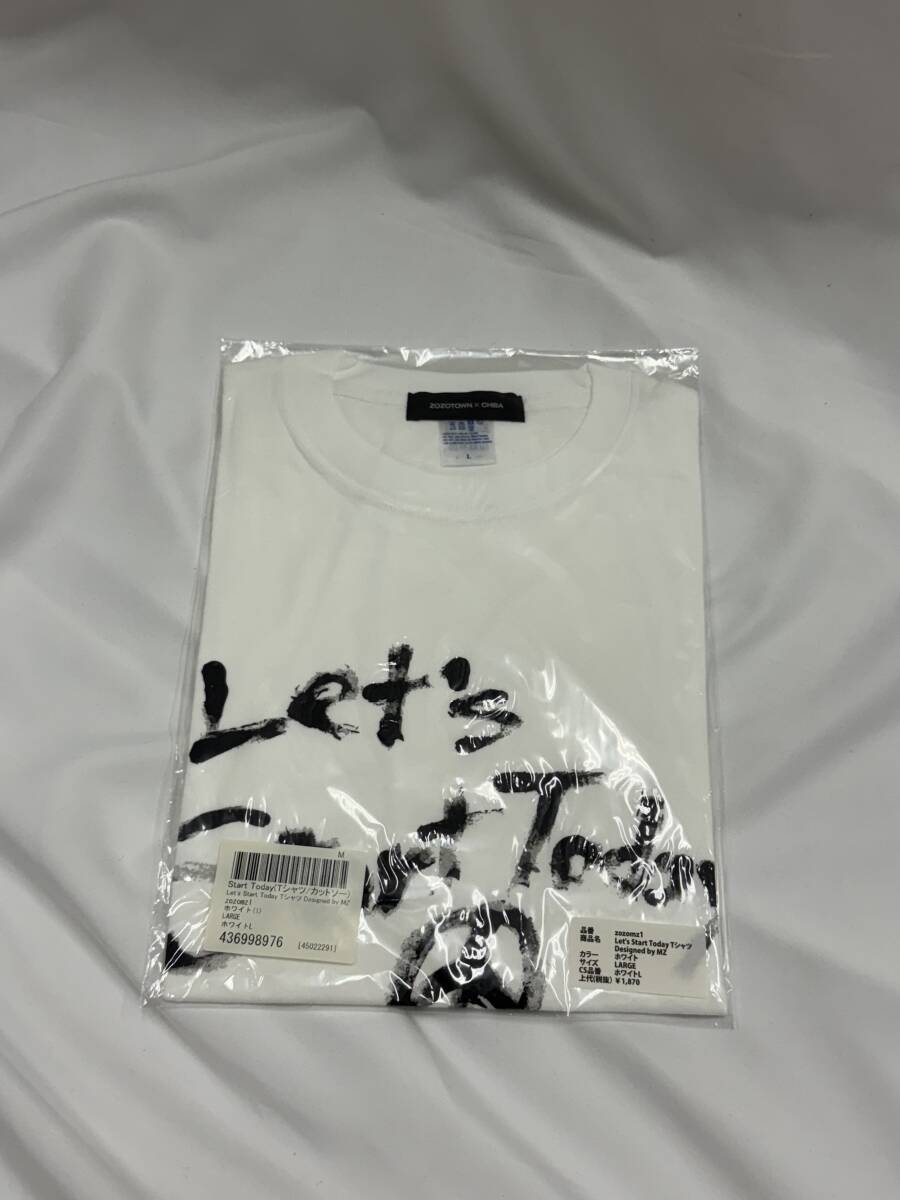 ZOZOTOWN × CHIBA
L
Let's
Start Today
M
Start Today(Tシャツ/カットソー)
Let's Start Today Tシャツ Designed by MZ
zozomz1
ホワイト(1)
LARGE
ホワイトL
436998976 [45022291]
品番 zozomz1
商品名 Let's Start Today Tシャツ
Designed by MZ
カラー ホワイト
サイズ LARGE
CS品番 ホワイトL
上代(税抜) ¥1,870